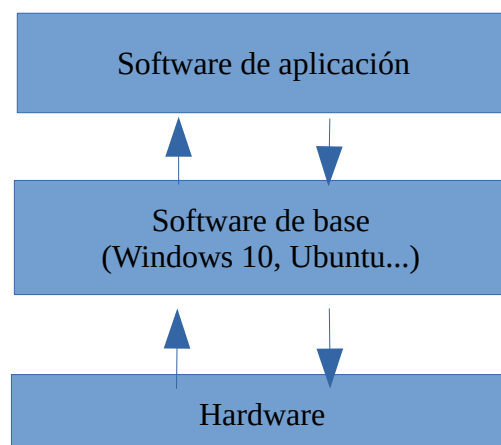 Software de aplicación
Software de base
(Windows 10, Ubuntu...)
Hardware